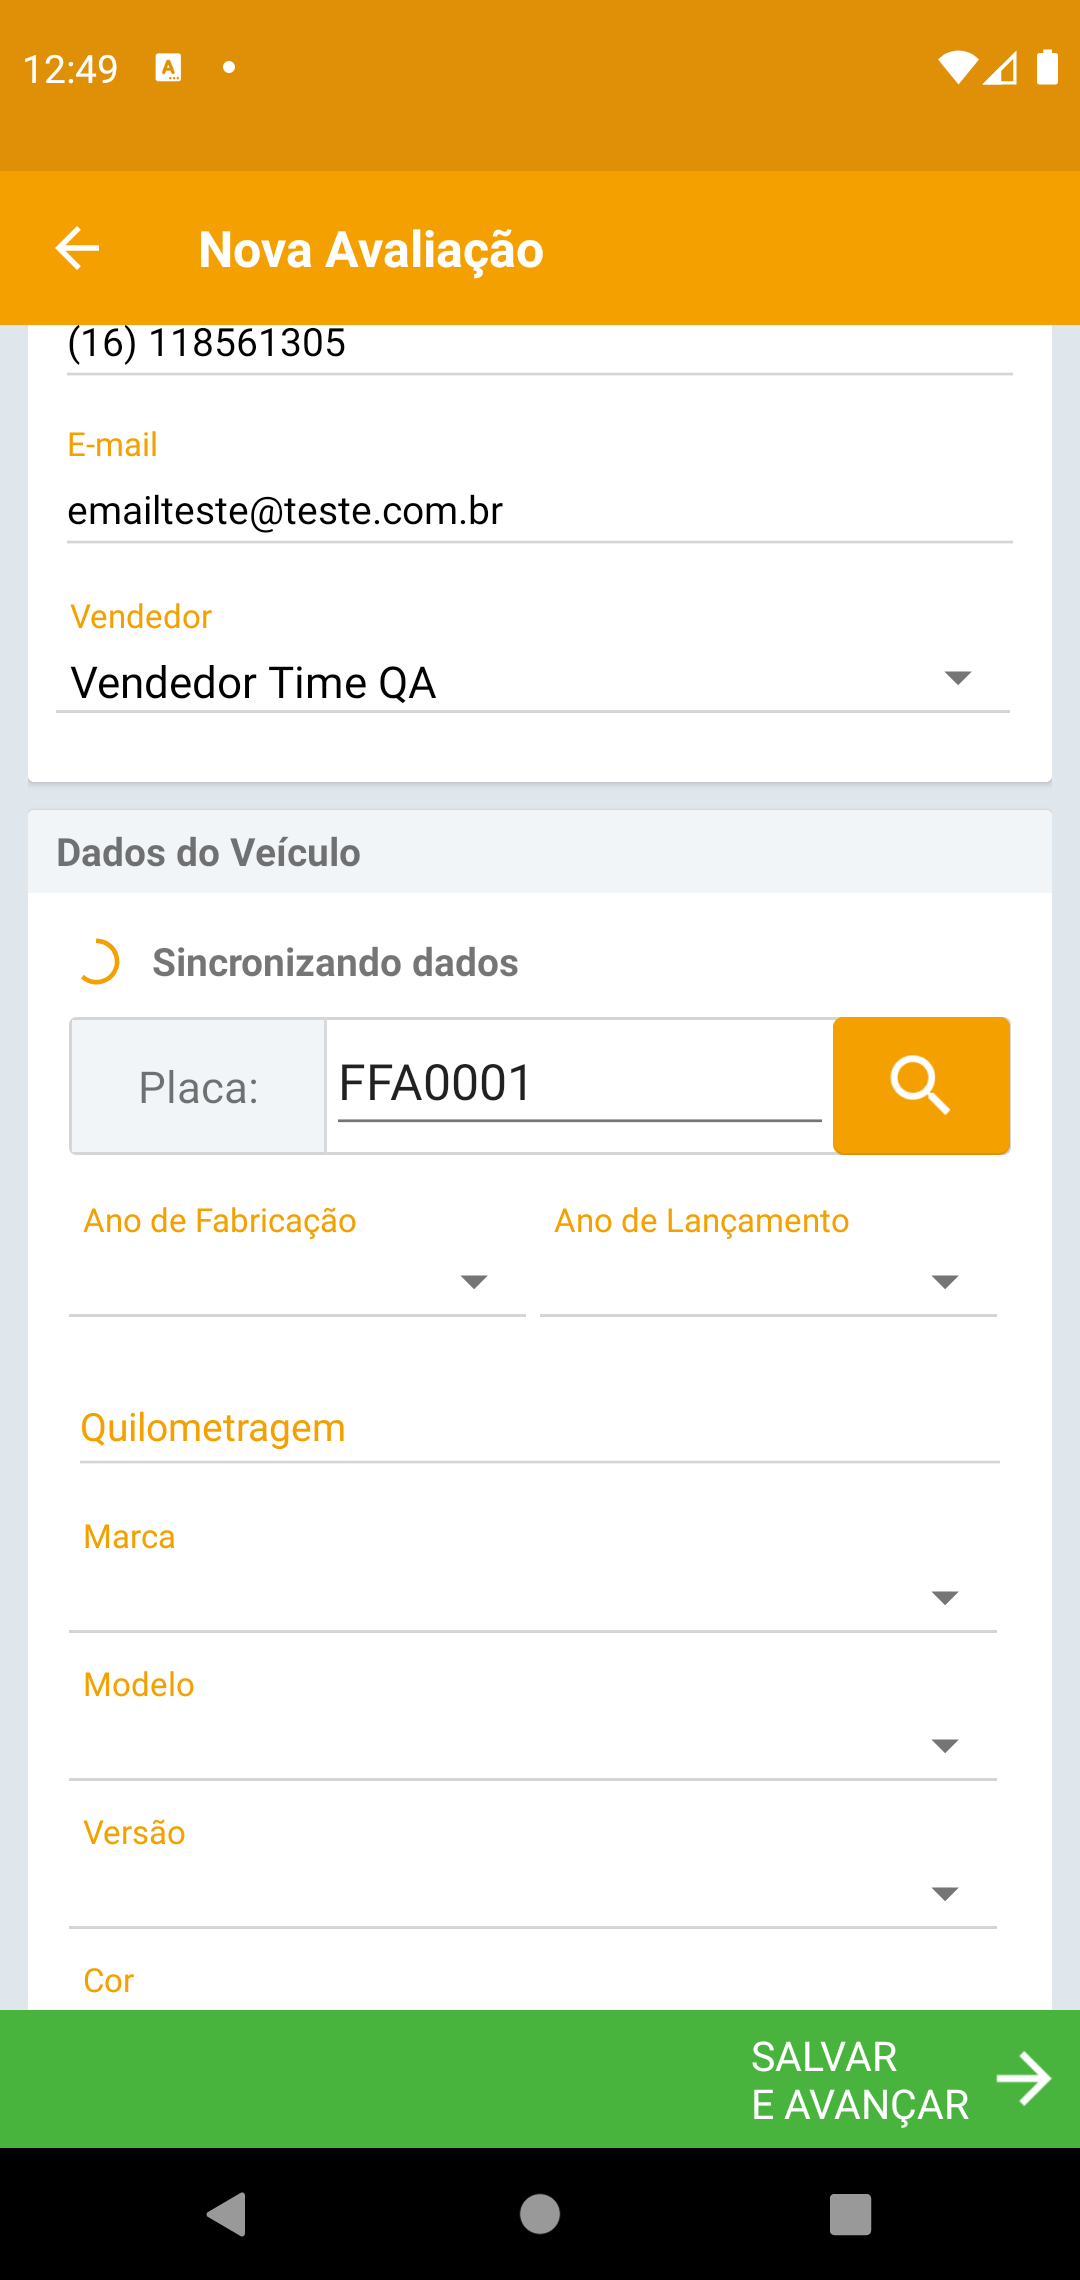 12:49
Nova Avaliação
(16) 118561305
E-mail
emailteste@teste.com.br
Vendedor
Vendedor Time QA
Dados do Veículo
Sincronizando dados
Placa: FFA0001
Ano de Fabricação Ano de Lançamento
Quilometragem
Marca
Modelo
Versão
Cor
SALVAR
E AVANÇAR